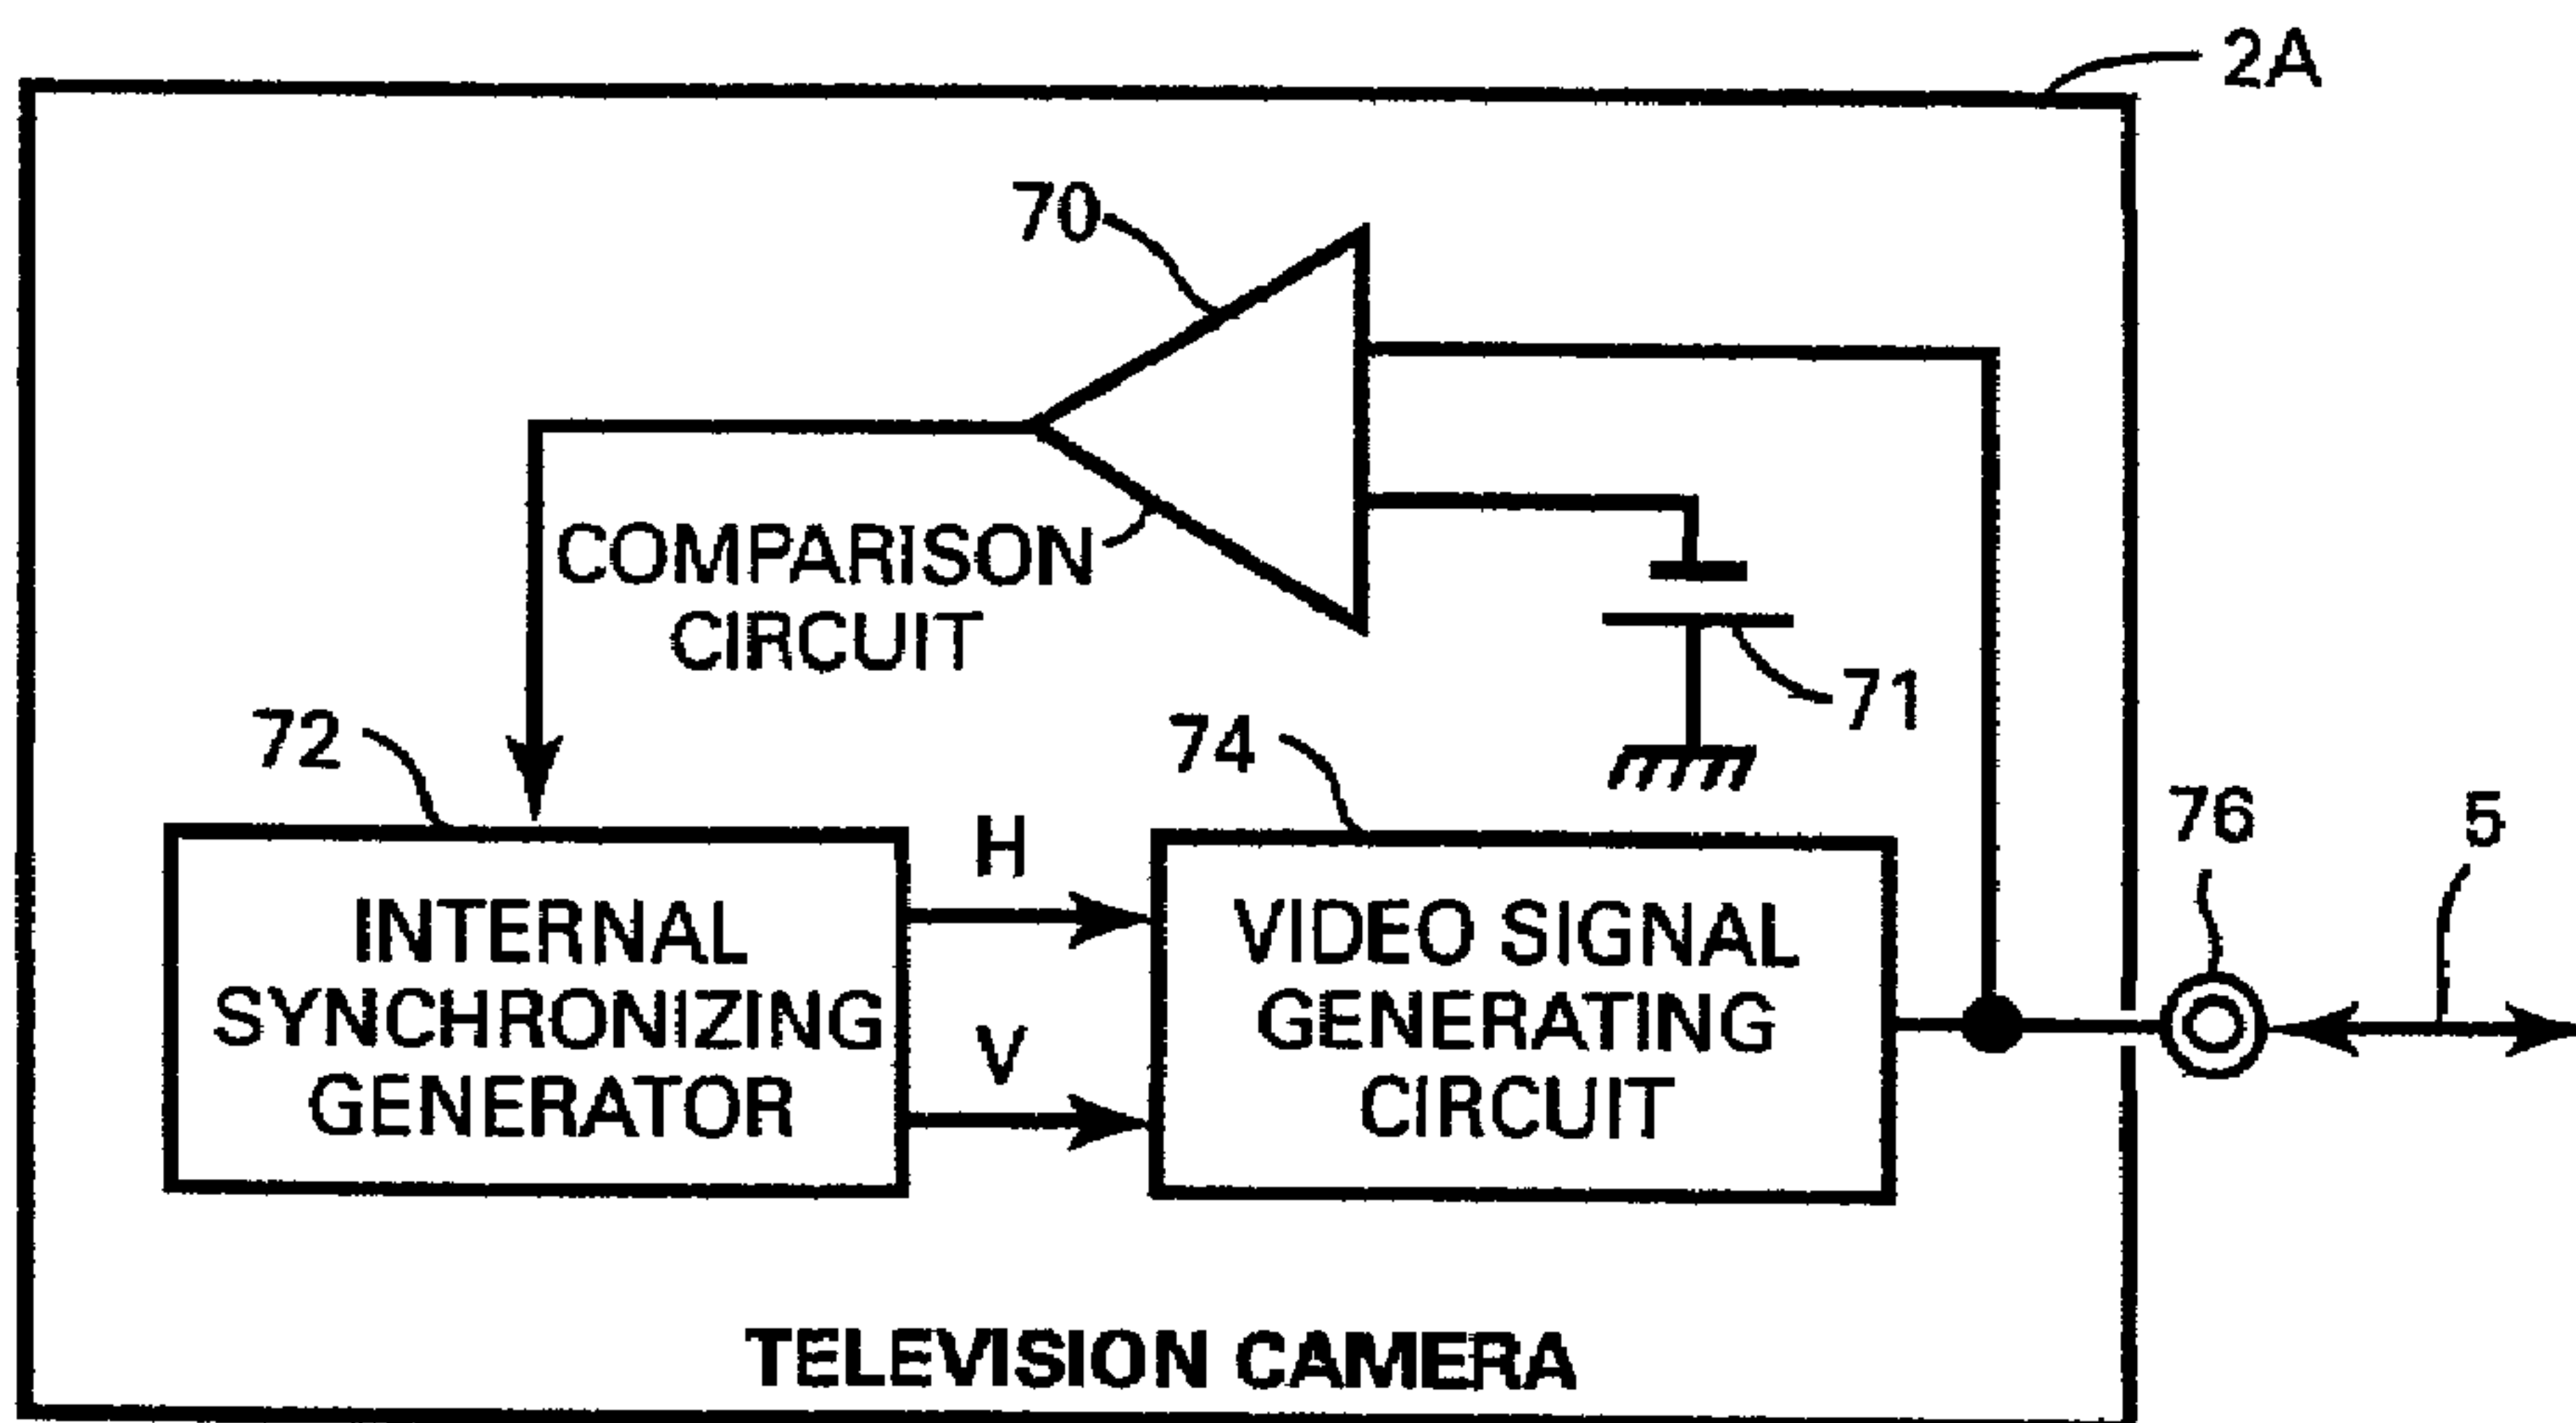 2A
70
COMPARISON
CIRCUIT
71
72
74
76
5
H
V
INTERNAL
SYNCHRONIZING
GENERATOR
VIDEO SIGNAL
GENERATING
CIRCUIT
TELEVISION CAMERA